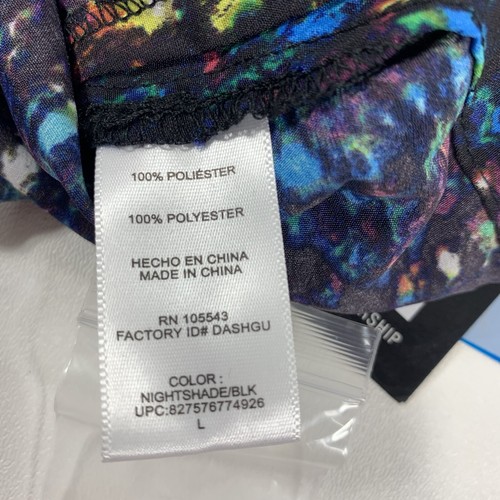 100% POLIÉSTER
100% POLYESTER
HECHO EN CHINA
MADE IN CHINA
RN 105543
FACTORY ID# DASHGU
COLOR :
NIGHTSHADE/BLK
UPC:827576774926
L